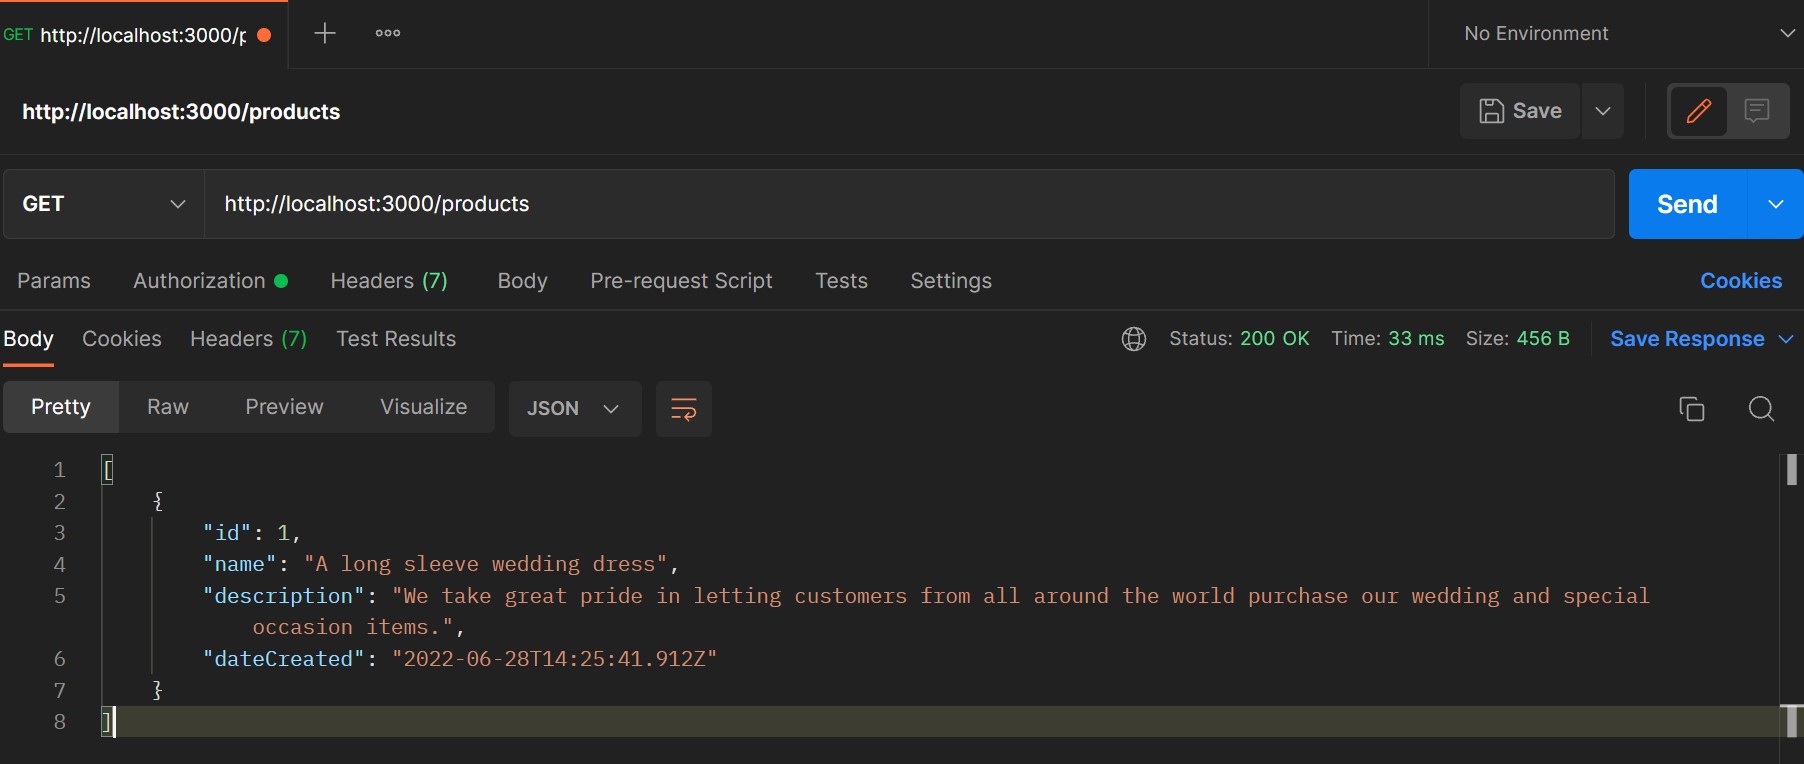 GET http://localhost:3000/p
No Environment
http://localhost:3000/products
Save
GET http://localhost:3000/products Send
Params Authorization Headers (7) Body Pre-request Script Tests Settings Cookies
Body Cookies Headers (7) Test Results Status: 200 OK Time: 33 ms Size: 456 B Save Response
Pretty Raw Preview Visualize JSON
1 [
2 {
3 "id": 1,
4 "name": "A long sleeve wedding dress",
5 "description": "We take great pride in letting customers from all around the world purchase our wedding and special
occasion items.",
6 "dateCreated": "2022-06-28T14:25:41.912Z"
7 }
8 ]